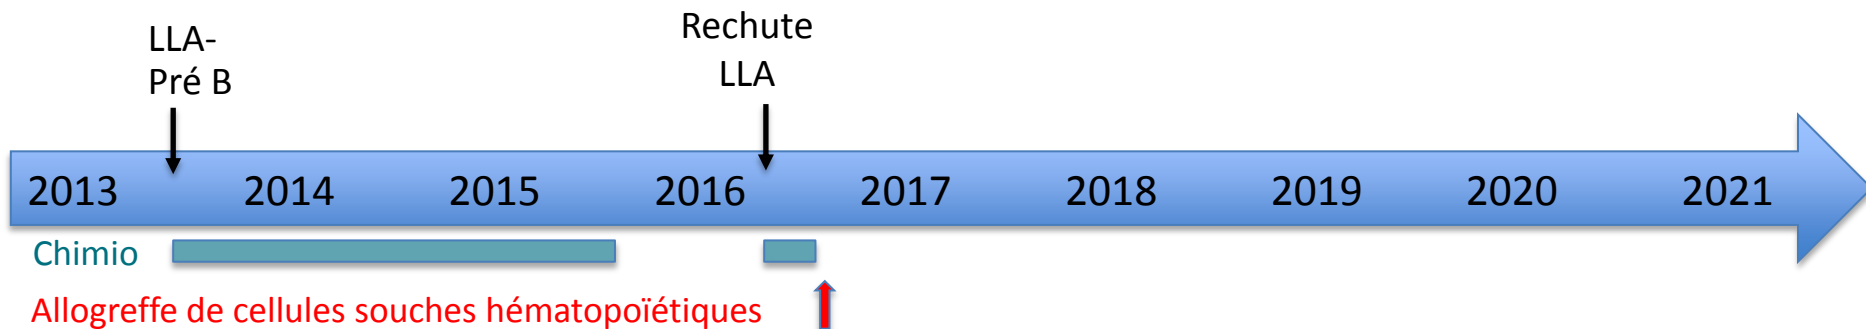 LLA-
Pré B
Rechute
LLA
2013 2014 2015 2016 2017 2018 2019 2020 2021
Chimio
Allogreffe de cellules souches hématopoïétiques